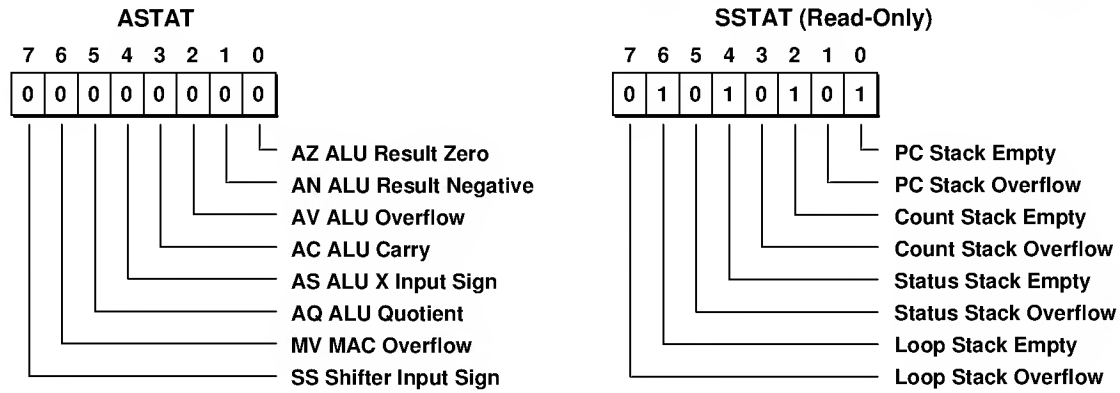 ASTAT
7 6 5 4 3 2 1 0
0 0 0 0 0 0 0 0
AZ ALU Result Zero
AN ALU Result Negative
AV ALU Overflow
AC ALU Carry
AS ALU X Input Sign
AQ ALU Quotient
MV MAC Overflow
SS Shifter Input Sign
SSTAT (Read-Only)
7 6 5 4 3 2 1 0
0 1 0 1 0 1 0 1
PC Stack Empty
PC Stack Overflow
Count Stack Empty
Count Stack Overflow
Status Stack Empty
Status Stack Overflow
Loop Stack Empty
Loop Stack Overflow